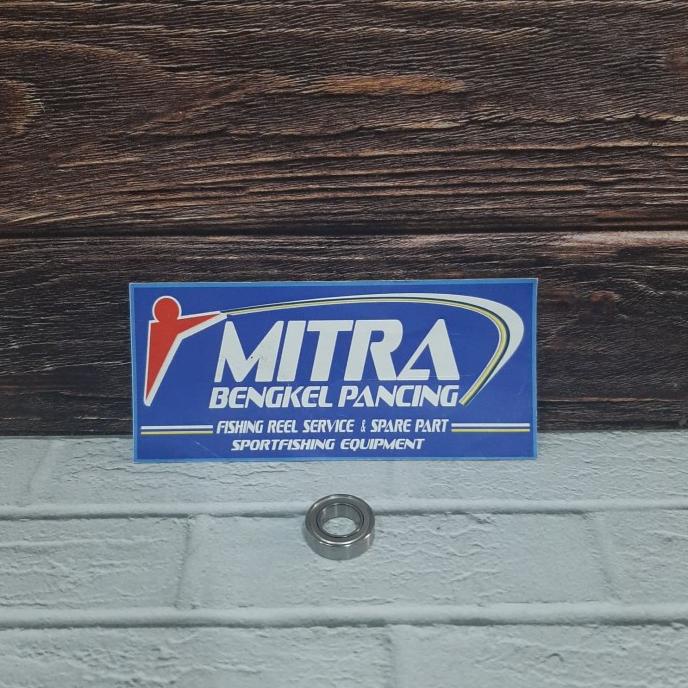 MITRA
BENGKEL PANCING
FISHING REEL SERVICE & SPARE PART
SPORTFISHING EQUIPMENT